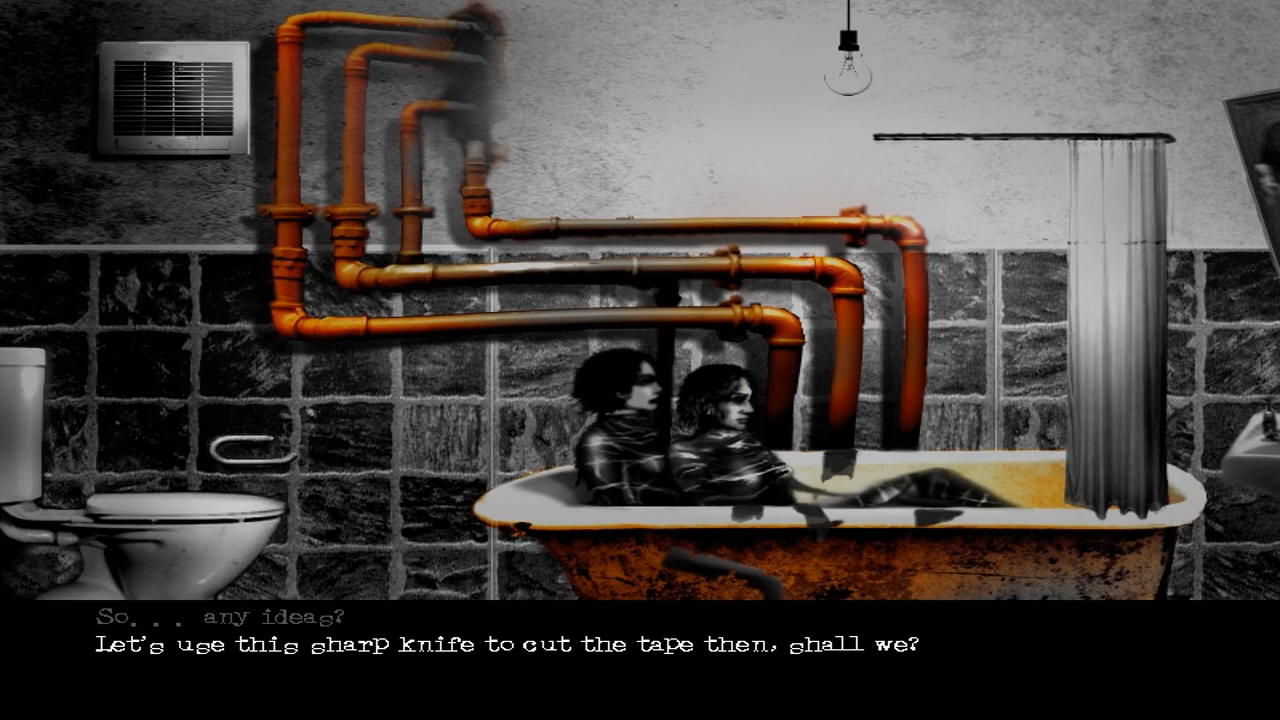 So... any ideas?
Let's use this sharp knife to cut the tape then, shall we?